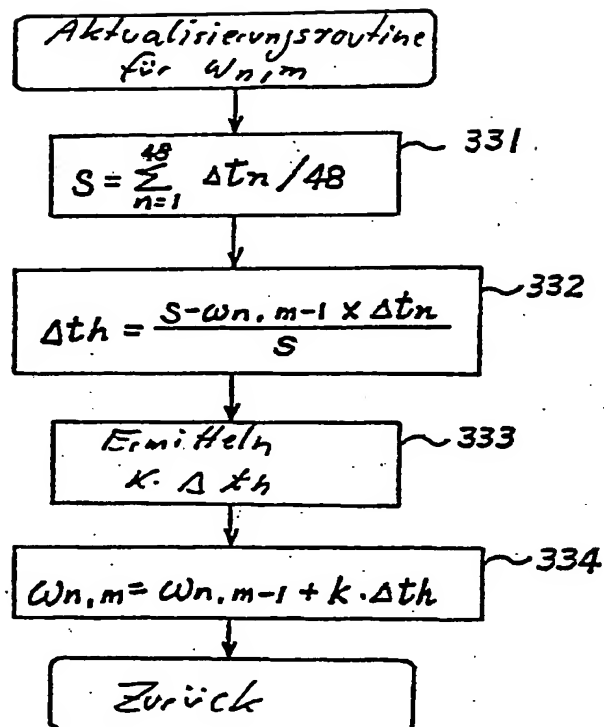 Aktualisierungsroutine
für ωn,m
331
S = 48 Σ n=1 Δtn / 48
332
Δth = S-ωn,m-1 × Δtn / S
333
Ermitteln
K. Δth
334
ωn,m = ωn,m-1 + k.Δth
Zurück